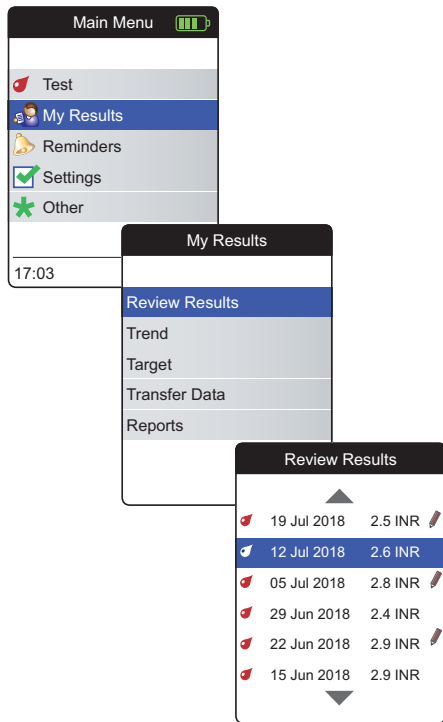 Main Menu
Test
My Results
Reminders
Settings
Other
17:03
My Results
Review Results
Trend
Target
Transfer Data
Reports
Review Results
19 Jul 2018 2.5 INR
12 Jul 2018 2.6 INR
05 Jul 2018 2.8 INR
29 Jun 2018 2.4 INR
22 Jun 2018 2.9 INR
15 Jun 2018 2.9 INR